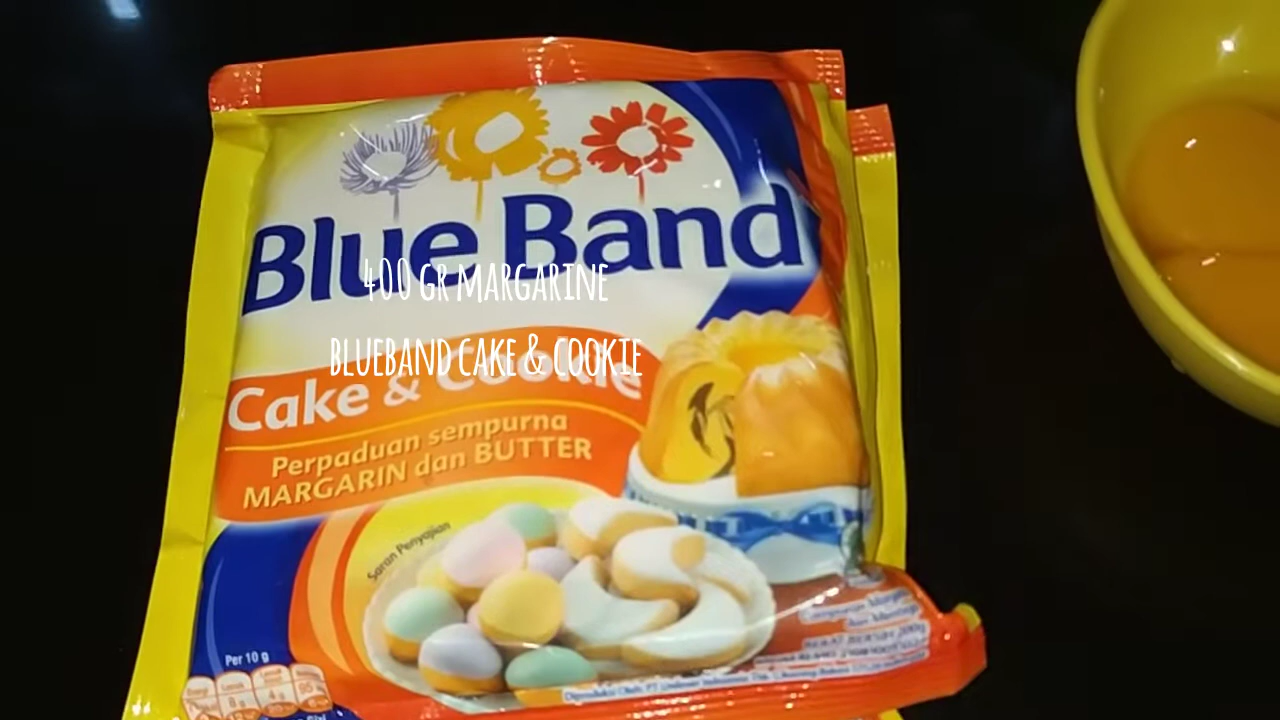 Blue Band
400 GR MARGARINE
BLUEBAND CAKE & COOKIE
Cake & Cookie
Perpaduan sempurna
MARGARIN dan BUTTER
Saran Penyajian
Per 10 g